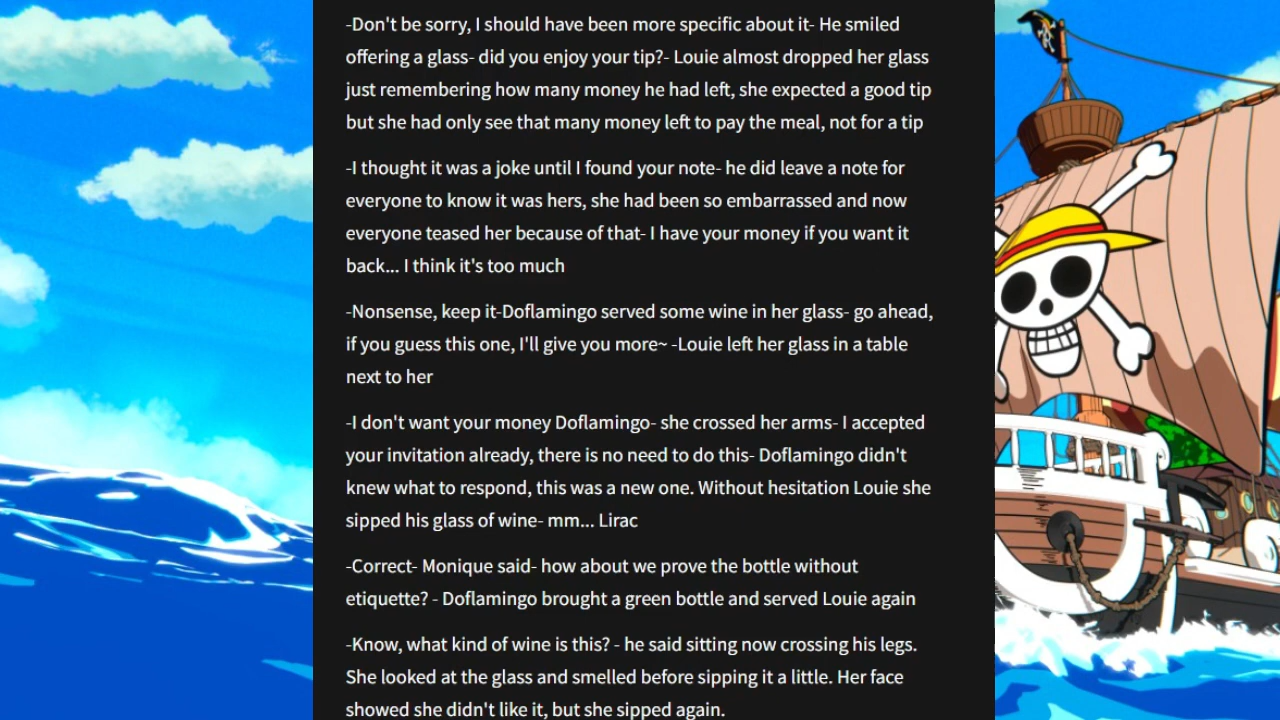 -Don't be sorry, I should have been more specific about it- He smiled
offering a glass- did you enjoy your tip?- Louie almost dropped her glass
just remembering how many money he had left, she expected a good tip
but she had only see that many money left to pay the meal, not for a tip
-I thought it was a joke until I found your note- he did leave a note for
everyone to know it was hers, she had been so embarrassed and now
everyone teased her because of that- I have your money if you want it
back... I think it's too much
-Nonsense, keep it-Doflamingo served some wine in her glass- go ahead,
if you guess this one, I'll give you more~ -Louie left her glass in a table
next to her
-I don't want your money Doflamingo- she crossed her arms- I accepted
your invitation already, there is no need to do this- Doflamingo didn't
knew what to respond, this was a new one. Without hesitation Louie she
sipped his glass of wine- mm... Lirac
-Correct- Monique said- how about we prove the bottle without
etiquette? - Doflamingo brought a green bottle and served Louie again
-Know, what kind of wine is this? - he said sitting now crossing his legs.
She looked at the glass and smelled before sipping it a little. Her face
showed she didn't like it, but she sipped again.